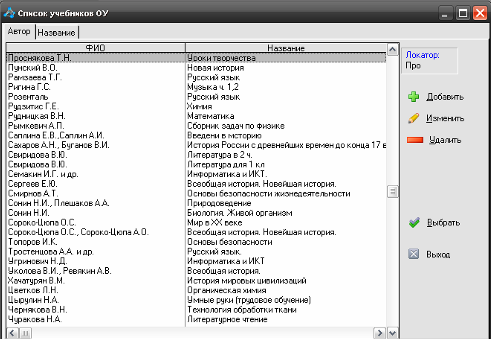 Список учебников ОУ
Автор Название
ФИО Название
Проснякова Т.Н. Уроки творчества
Пунский В.О. Новая история
Рамзаева Т.Г. Русский язык
Ригина Г.С. Музыка ч. 1,2
Розенталь Русский язык
Рудзитис Г.Е. Химия
Рудницкая В.Н. Математика
Рымкевич А.П. Сборник задач по физике
Саплина Е.В.,Саплин А.И. Введени в мсторию
Сахаров А.Н., Буганов В.И. История России с древнейших времен до конца 17 в
Свиридова В.Ю. Литература в 2 ч.
Свиридова В.Ю. Литература для 1 кл
Семакин И.Г. и др. Информатика и ИКТ.
Сергеев Е.Ю. Всеобщая история. Новейшая история.
Смирнов А.Т. Основы безопасности жизнедеятельности
Сонин Н.И., Плешаков А.А. Природоведение
Сонин Н.И. Биология. Живой организм
Сороко-Цюпа О.С. Мир в XX веке
Сороко-Цюпа О.С., Сороко-Цюпа А.О. Всеобщая история. Новейшая история.
Топоров И.К. Основы безопасности
Тростенцова А.А. и др. Русский язык.
Угринович Н.Д. Информатика и ИКТ
Уколова В.И., Ревякин А.В. Всеобщая история.
Хачатурян В.М. История мировых цивилизаций
Цветков Л.Н. Органическая химия
Цырулин Н.А. Умные руки (трудовое обучение)
Чернякова В.Н. Технология обработки ткани
Чуракова Н.А. Литературное чтение
Локатор:
Про
Добавить
Изменить
Удалить
Выбрать
Выход